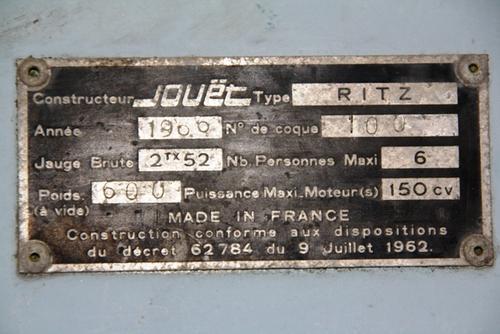 Constructeur Jouët Type RITZ
Année 1966 N° de coque 100
Jauge Brute 2TX52 Nb. Personnes Maxi 6
Poids. 600 Puissance Maxi. Moteur(s) 150 cv
(à vide)
MADE IN FRANCE
Construction conforme aux dispositions
du décret 62784 du 9 Juillet 1962.